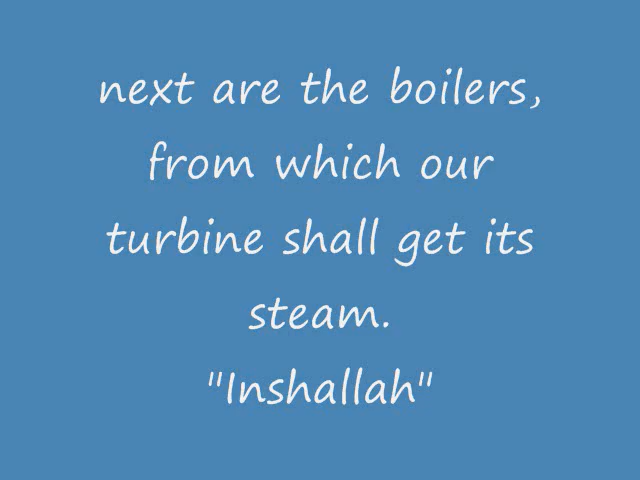 next are the boilers,
from which our
turbine shall get its
steam.
"Inshallah"